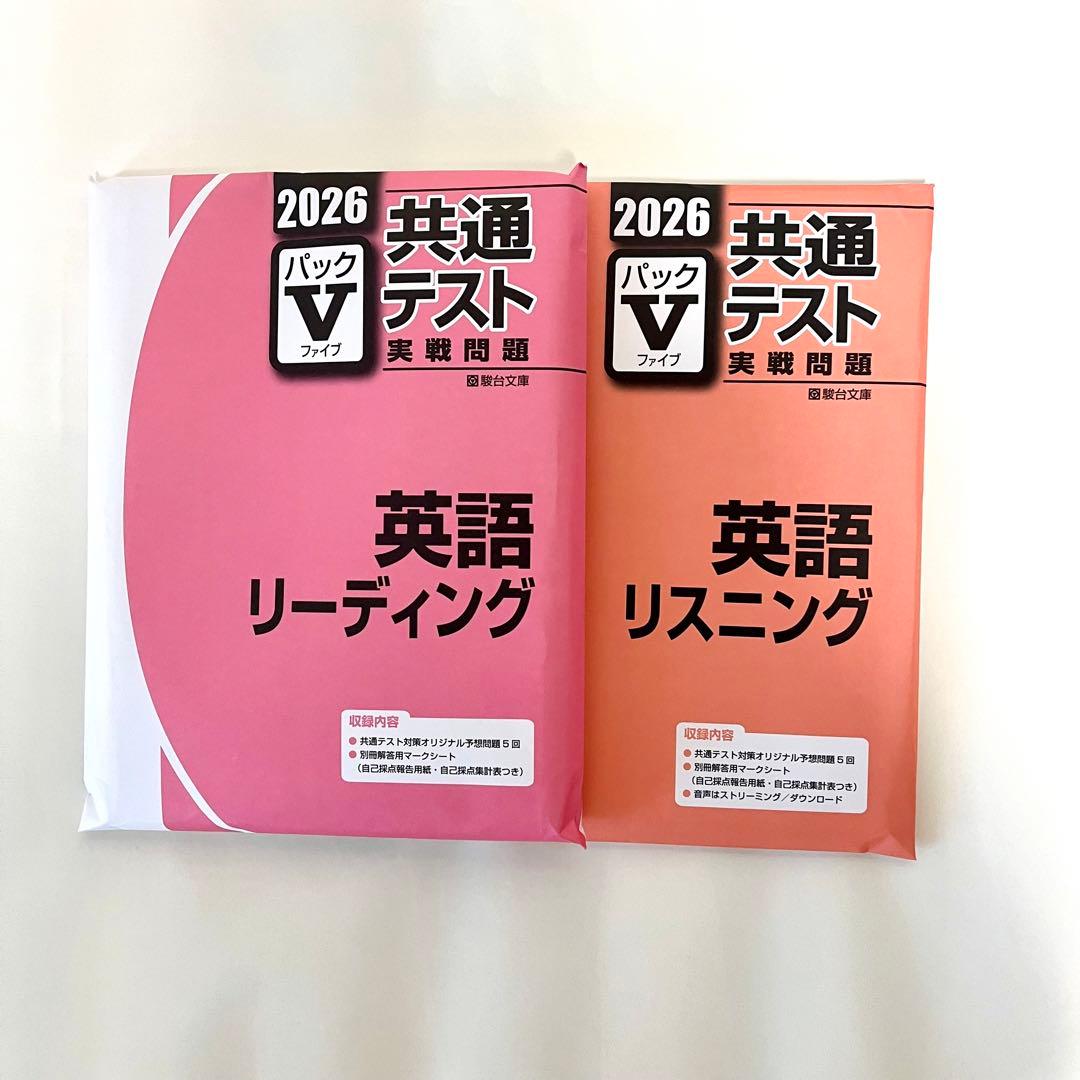 2026
パック
V
ファイブ
共通
テスト
実戦問題
駿台文庫
英語
リーディング
収録内容
● 共通テスト対策オリジナル予想問題5回
● 別冊解答用マークシート
(自己採点報告用紙・自己採点集計表つき)
2026
パック
V
ファイブ
共通
テスト
実戦問題
駿台文庫
英語
リスニング
収録内容
● 共通テスト対策オリジナル予想問題5回
● 別冊解答用マークシート
(自己採点報告用紙・自己採点集計表つき)
● 音声はストリーミング/ダウンロード